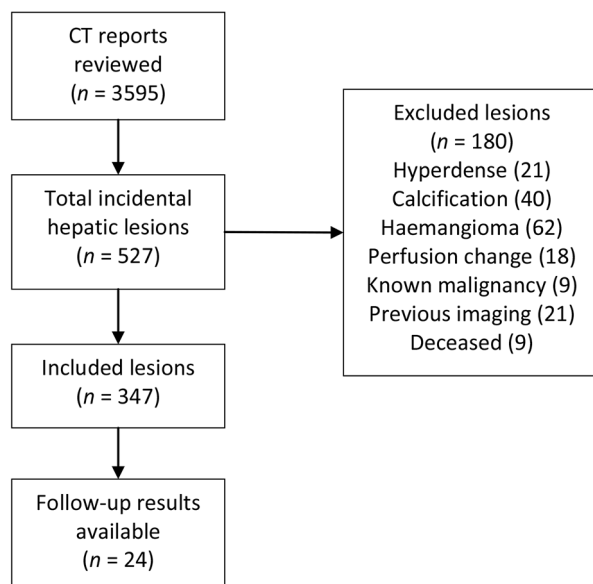 CT reports
reviewed
(n = 3595)
Total incidental
hepatic lesions
(n = 527)
Excluded lesions
(n = 180)
Hyperdense (21)
Calcification (40)
Haemangioma (62)
Perfusion change (18)
Known malignancy (9)
Previous imaging (21)
Deceased (9)
Included lesions
(n = 347)
Follow-up results
available
(n = 24)